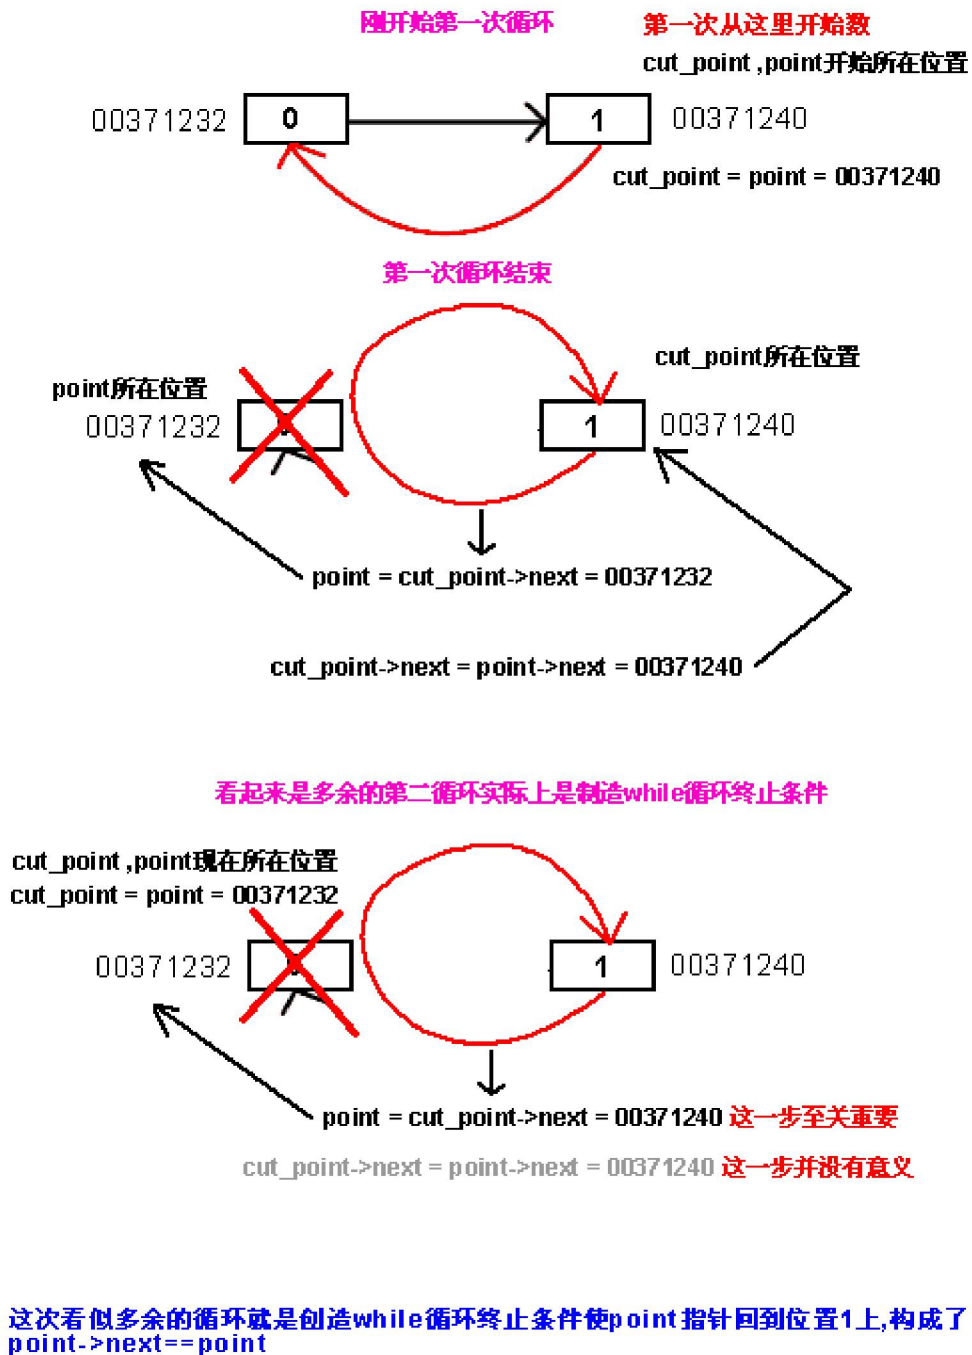 刚开始第一次循环
第一次从这里开始数
cut_point ,point开始所在位置
00371232
0
1
00371240
cut_point = point = 00371240
第一次循环结束
cut_point所在位置
point所在位置
00371232
1
00371240
point = cut_point->next = 00371232
cut_point->next = point->next = 00371240
看起来是多余的第二循环实际上是制造while循环终止条件
cut_point ,point现在所在位置
cut_point = point = 00371232
00371232
1
00371240
point = cut_point->next = 00371240 这一步至关重要
cut_point->next = point->next = 00371240 这一步并没有意义
这次看似多余的循环就是创造while循环终止条件使point指针回到位置1上,构成了
point->next==point